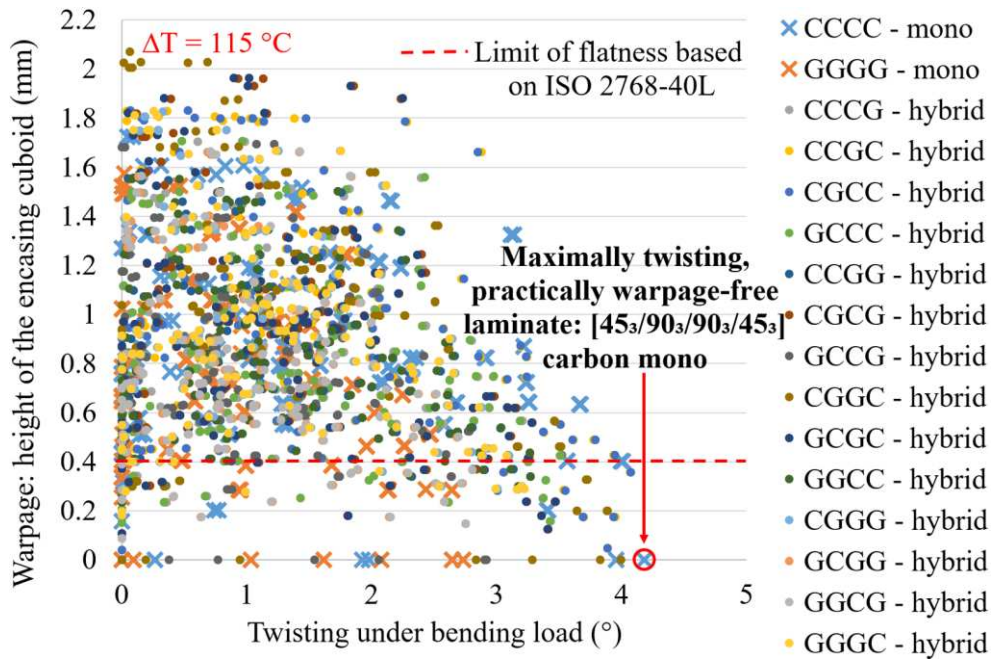 2.2
2
1.8
1.6
1.4
1.2
1
0.8
0.6
0.4
0.2
0
Warpage: height of the encasing cuboid (mm)
ΔT = 115 °C
Limit of flatness based
on ISO 2768-40L
Maximally twisting,
practically warpage-free
laminate: [45₃/90₃/90₃/45₃]
carbon mono
0 1 2 3 4 5
Twisting under bending load (°)
CCCC - mono
GGGG - mono
CCCG - hybrid
CCGC - hybrid
CGCC - hybrid
GCCC - hybrid
CCGG - hybrid
CGCG - hybrid
GCCG - hybrid
CGGC - hybrid
GCGC - hybrid
GGCC - hybrid
CGGG - hybrid
GCGG - hybrid
GGCG - hybrid
GGGC - hybrid